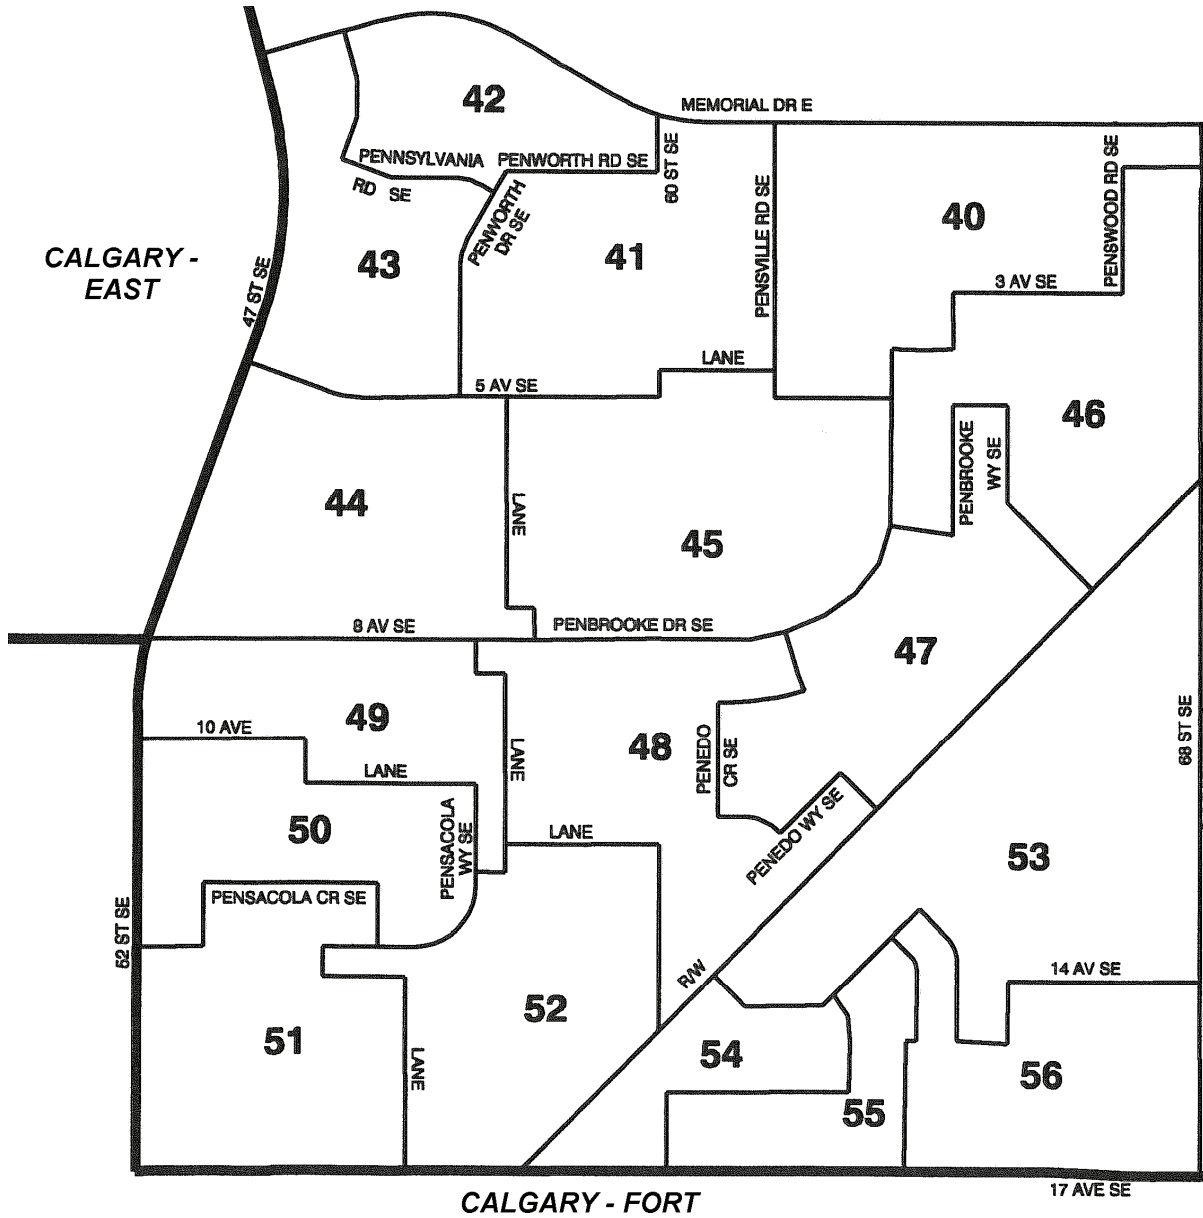 42
MEMORIAL DR E
PENNSYLVANIA
RD SE
PENWORTH RD SE
60 ST SE
PENWORTH
DR SE
PENSVILLE RD SE
PENSWOOD RD SE
40
41
43
CALGARY -
EAST
47 ST SE
3 AV SE
LANE
5 AV SE
46
PENBROOKE
WY SE
44
LANE
45
8 AV SE
PENBROOKE DR SE
47
49
10 AVE
LANE
LANE
48
PENEDO
CR SE
68 ST SE
50
PENSACOLA
WY SE
LANE
PENEDO WY SE
53
PENSACOLA CR SE
52 ST SE
R/W
14 AV SE
52
51
LANE
54
56
55
17 AVE SE
CALGARY - FORT